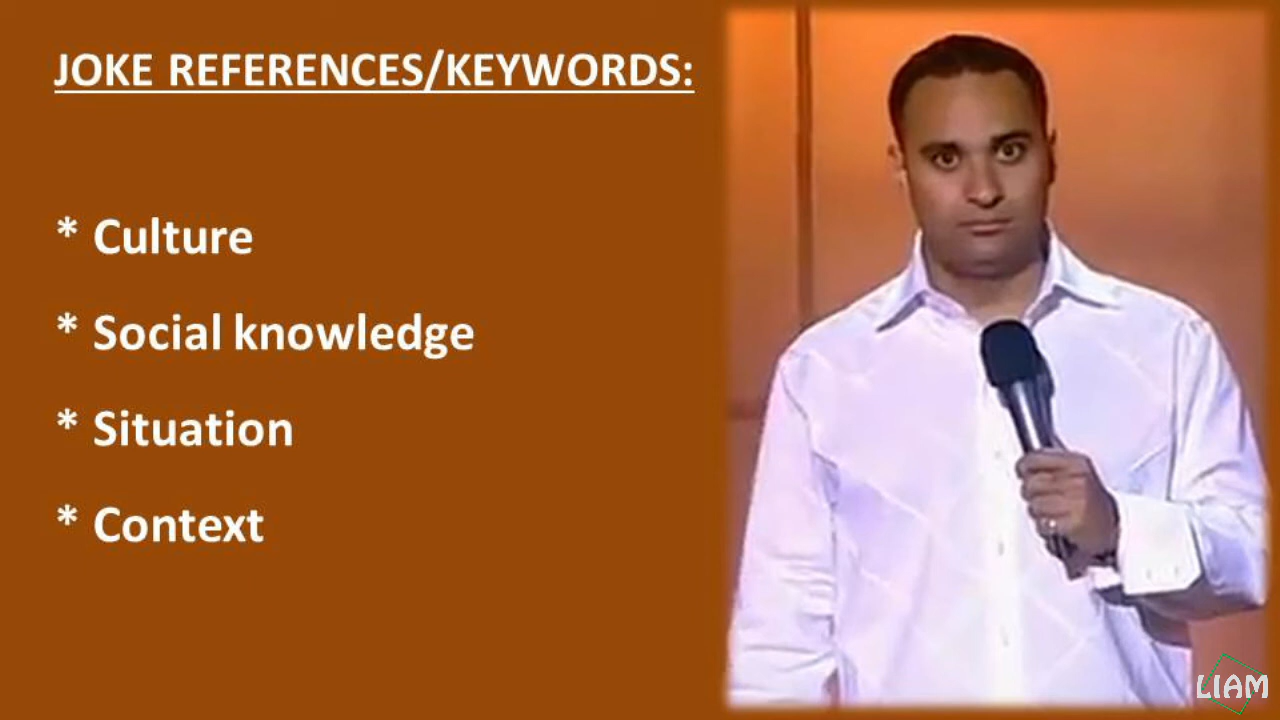 JOKE REFERENCES/KEYWORDS:
* Culture
* Social knowledge
* Situation
* Context
LIAM